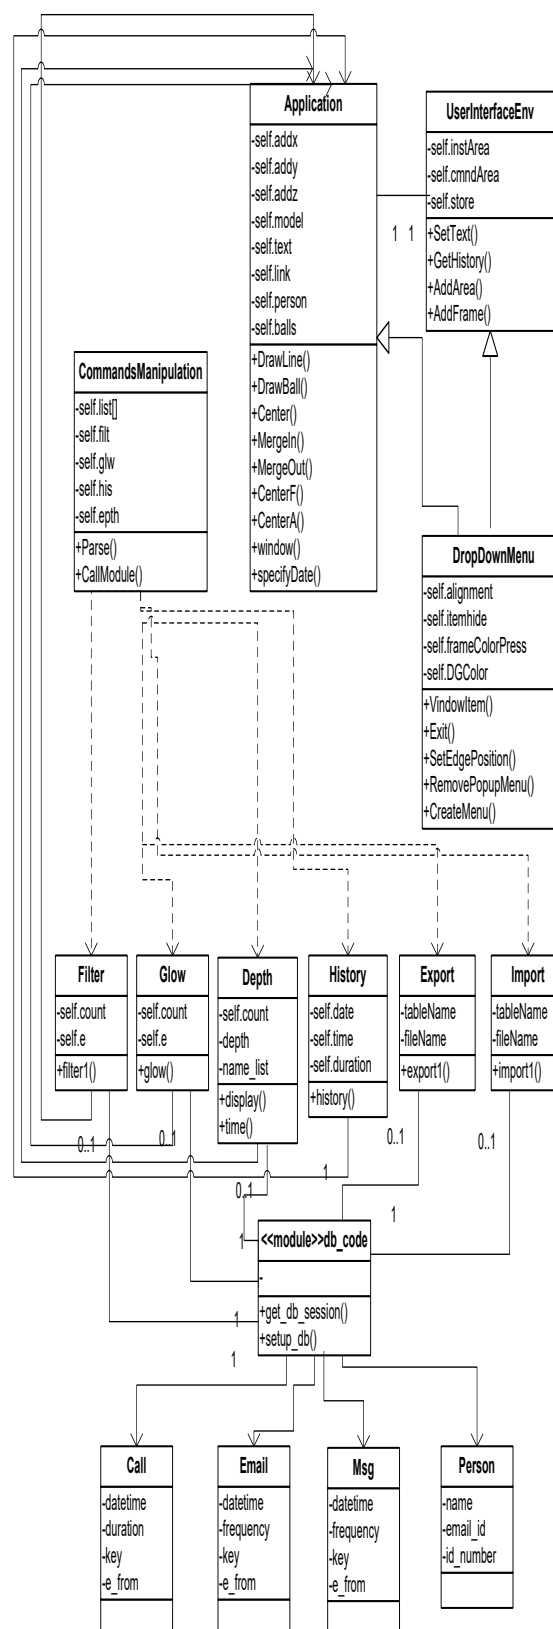 Application
-self.addx
-self.addy
-self.addz
-self.model
-self.text
-self.link
-self.person
-self.balls
+DrawLine()
+DrawBall()
+Center()
+MergeIn()
+MergeOut()
+CenterF()
+CenterA()
+window()
+specifyDate()
UserInterfaceEnv
-self.instArea
-self.cmndArea
-self.store
+SetText()
+GetHistory()
+AddArea()
+AddFrame()
1 1
CommandsManipulation
-self.list[]
-self.filt
-self.glw
-self.his
-self.epth
+Parse()
+CallModule()
DropDownMenu
-self.alignment
-self.itemhide
-self.frameColorPress
-self.DGColor
+VindowItem()
+Exit()
+SetEdgePosition()
+RemovePopupMenu()
+CreateMenu()
Filter
-self.count
-self.e
+filter1()
Glow
-self.count
-self.e
+glow()
Depth
-self.count
-depth
-name_list
+display()
+time()
History
-self.date
-self.time
-self.duration
+history()
Export
-tableName
-fileName
+export1()
Import
-tableName
-fileName
+import1()
0..1
0..1
0..1
1
0..1
0..1
1
1
1
1
<<module>>db_code
-
+get_db_session()
+setup_db()
Call
-datetime
-duration
-key
-e_from
Email
-datetime
-frequency
-key
-e_from
Msg
-datetime
-frequency
-key
-e_from
Person
-name
-email_id
-id_number